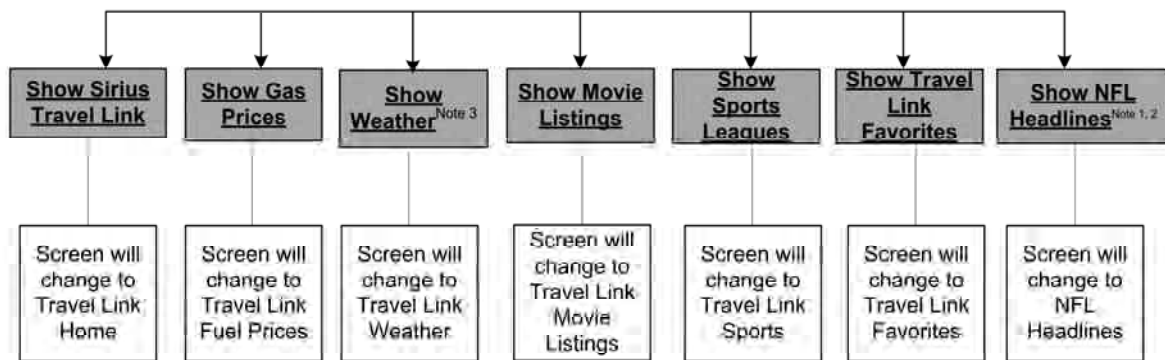 Show Sirius
Travel Link
Show Gas
Prices
Show
Weather Note 3
Show Movie
Listings
Show
Sports
Leagues
Show Travel
Link
Favorites
Show NFL
Headlines Note 1, 2
Screen will
change to
Travel Link
Home
Screen will
change to
Travel Link
Fuel Prices
Screen will
change to
Travel Link
Weather
Screen will
change to
Travel Link
Movie
Listings
Screen will
change to
Travel Link
Sports
Screen will
change to
Travel Link
Favorites
Screen will
change to
NFL
Headlines